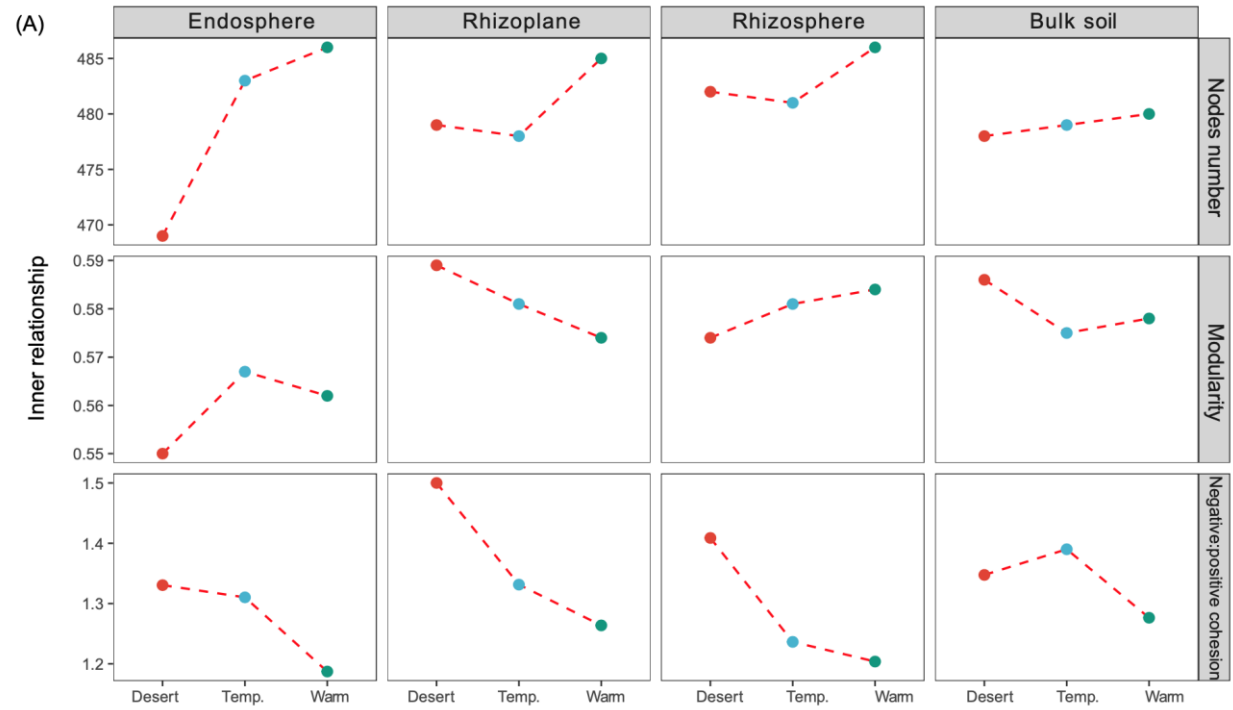 (A)
Endosphere Rhizoplane Rhizosphere Bulk soil
485
480
475
470
Nodes number
0.59
0.58
0.57
0.56
0.55
Modularity
1.5
1.4
1.3
1.2
Negative:positive cohesion
Inner relationship
Desert Temp. Warm Desert Temp. Warm Desert Temp. Warm Desert Temp. Warm